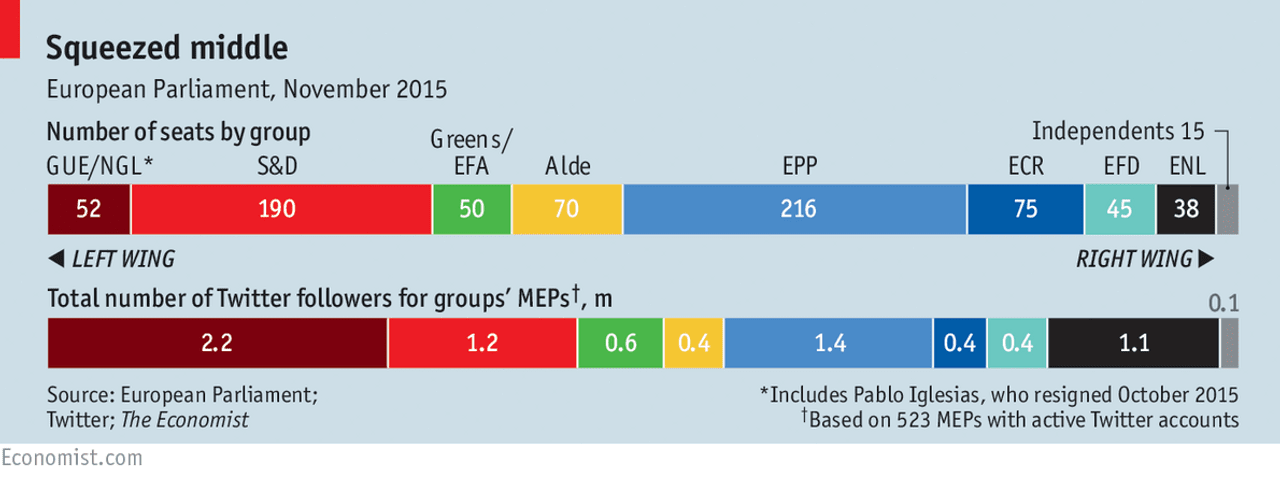 Squeezed middle
European Parliament, November 2015
Number of seats by group
Independents 15
GUE/NGL* S&D Greens/ EFA Alde EPP ECR EFD ENL
52 190 50 70 216 75 45 38
◀ LEFT WING RIGHT WING ▶
Total number of Twitter followers for groups’ MEPs†, m
0.1
2.2 1.2 0.6 0.4 1.4 0.4 0.4 1.1
Source: European Parliament;
Twitter; The Economist
*Includes Pablo Iglesias, who resigned October 2015
†Based on 523 MEPs with active Twitter accounts
Economist.com